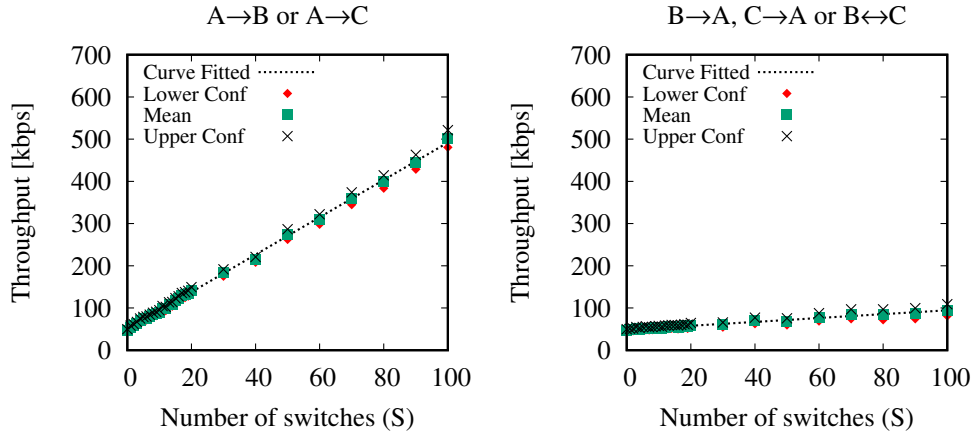 A→B or A→C
700
600
500
400
300
200
100
0
Throughput [kbps]
Curve Fitted
Lower Conf
Mean
Upper Conf
0 20 40 60 80 100
Number of switches (S)
B→A, C→A or B↔C
700
600
500
400
300
200
100
0
Throughput [kbps]
Curve Fitted
Lower Conf
Mean
Upper Conf
0 20 40 60 80 100
Number of switches (S)